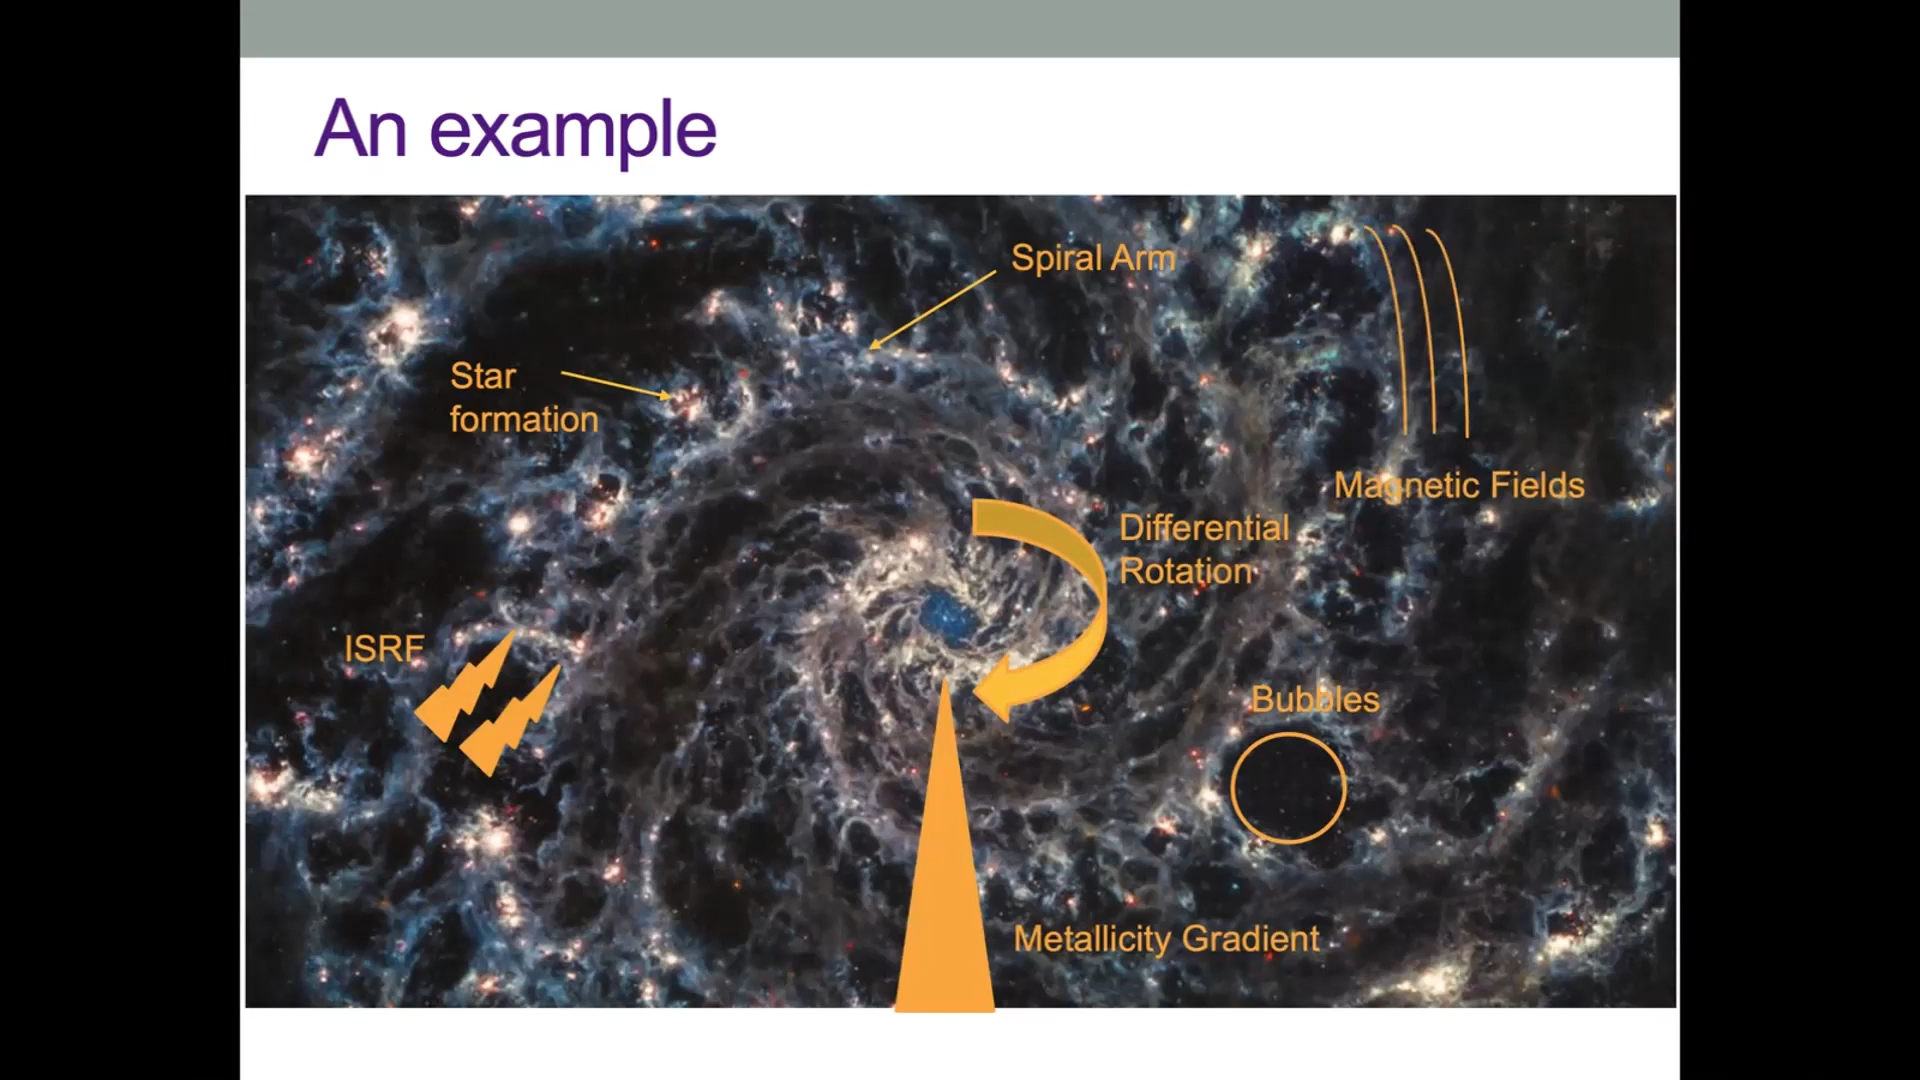 An example
Spiral Arm
Star
formation
Magnetic Fields
Differential
Rotation
ISRF
Bubbles
Metallicity Gradient